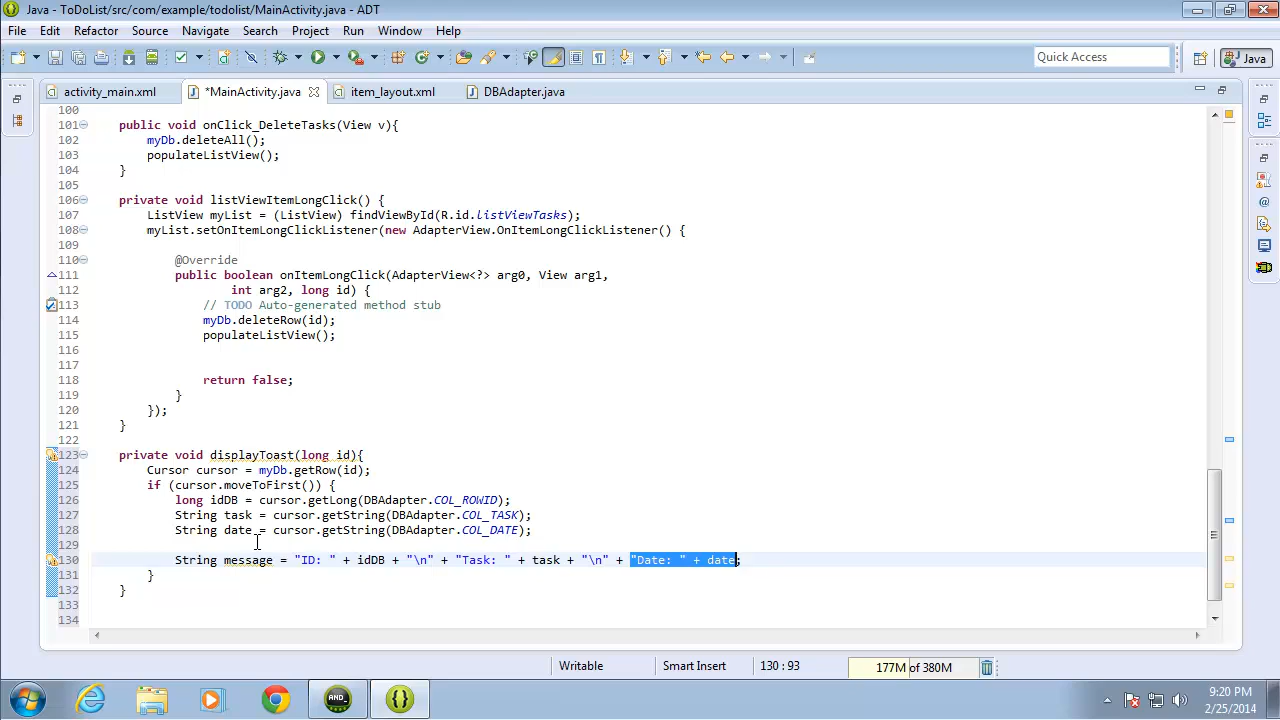 Java - ToDoList/src/com/example/todolist/MainActivity.java - ADT
File Edit Refactor Source Navigate Search Project Run Window Help
Quick Access
Java
activity_main.xml
*MainActivity.java
item_layout.xml
DBAdapter.java
100
101 public void onClick_DeleteTasks(View v){
102 myDb.deleteAll();
103 populateListView();
104 }
105
106 private void listViewItemLongClick() {
107 ListView myList = (ListView) findViewById(R.id.listViewTasks);
108 myList.setOnItemLongClickListener(new AdapterView.OnItemLongClickListener() {
109
110 @Override
111 public boolean onItemLongClick(AdapterView<?> arg0, View arg1,
112 int arg2, long id) {
113 // TODO Auto-generated method stub
114 myDb.deleteRow(id);
115 populateListView();
116
117
118 return false;
119 }
120 });
121 }
122
123 private void displayToast(long id){
124 Cursor cursor = myDb.getRow(id);
125 if (cursor.moveToFirst()) {
126 long idDB = cursor.getLong(DBAdapter.COL_ROWID);
127 String task = cursor.getString(DBAdapter.COL_TASK);
128 String date = cursor.getString(DBAdapter.COL_DATE);
129
130 String message = "ID: " + idDB + "\n" + "Task: " + task + "\n" + "Date: " + date;
131 }
132 }
133
134
Writable
Smart Insert
130 : 93
177M of 380M
AND_
{}
9:20 PM
2/25/2014